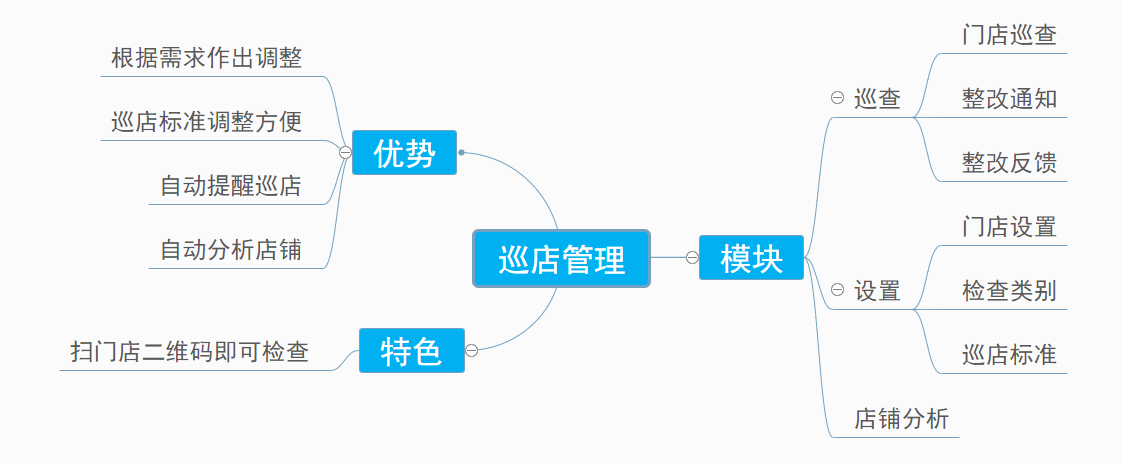 巡店管理
优势
根据需求作出调整
巡店标准调整方便
自动提醒巡店
自动分析店铺
特色
扫门店二维码即可检查
模块
巡查
门店巡查
整改通知
整改反馈
设置
门店设置
检查类别
巡店标准
店铺分析